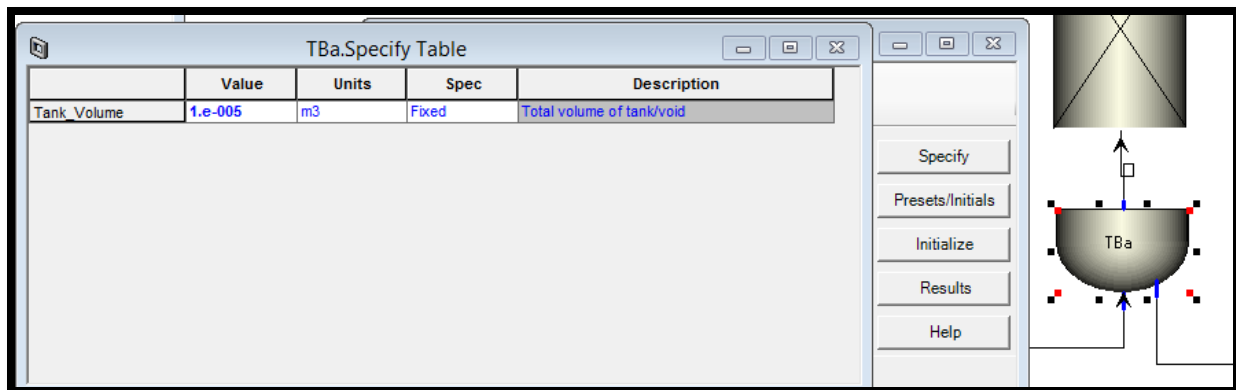 TBa.Specify Table
Value Units Spec Description
Tank_Volume 1.e-005 m3 Fixed Total volume of tank/void
Specify
Presets/Initials
Initialize
Results
Help
TBa